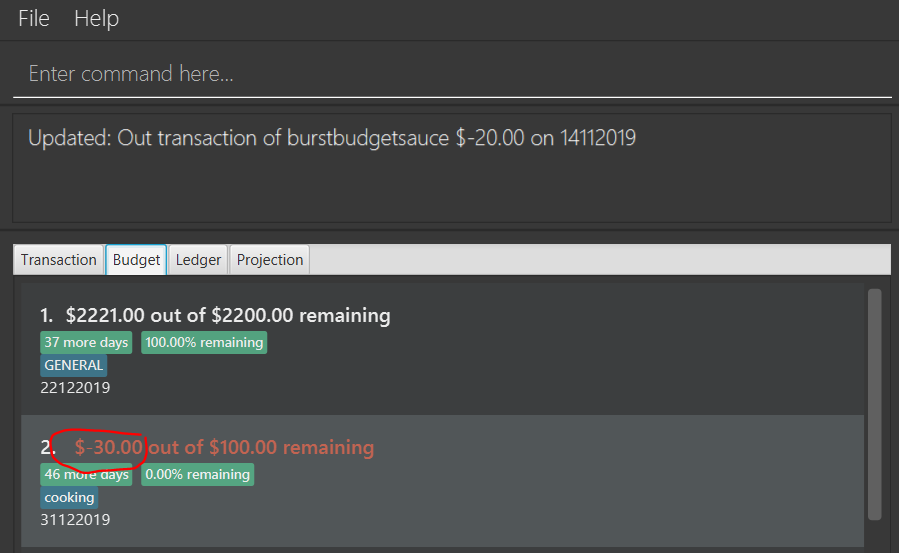 File Help
Enter command here...
Updated: Out transaction of burstbudgetsauce $-20.00 on 14112019
Transaction Budget Ledger Projection
1. $2221.00 out of $2200.00 remaining
37 more days 100.00% remaining
GENERAL
22122019
2. $-30.00 out of $100.00 remaining
46 more days 0.00% remaining
cooking
31122019